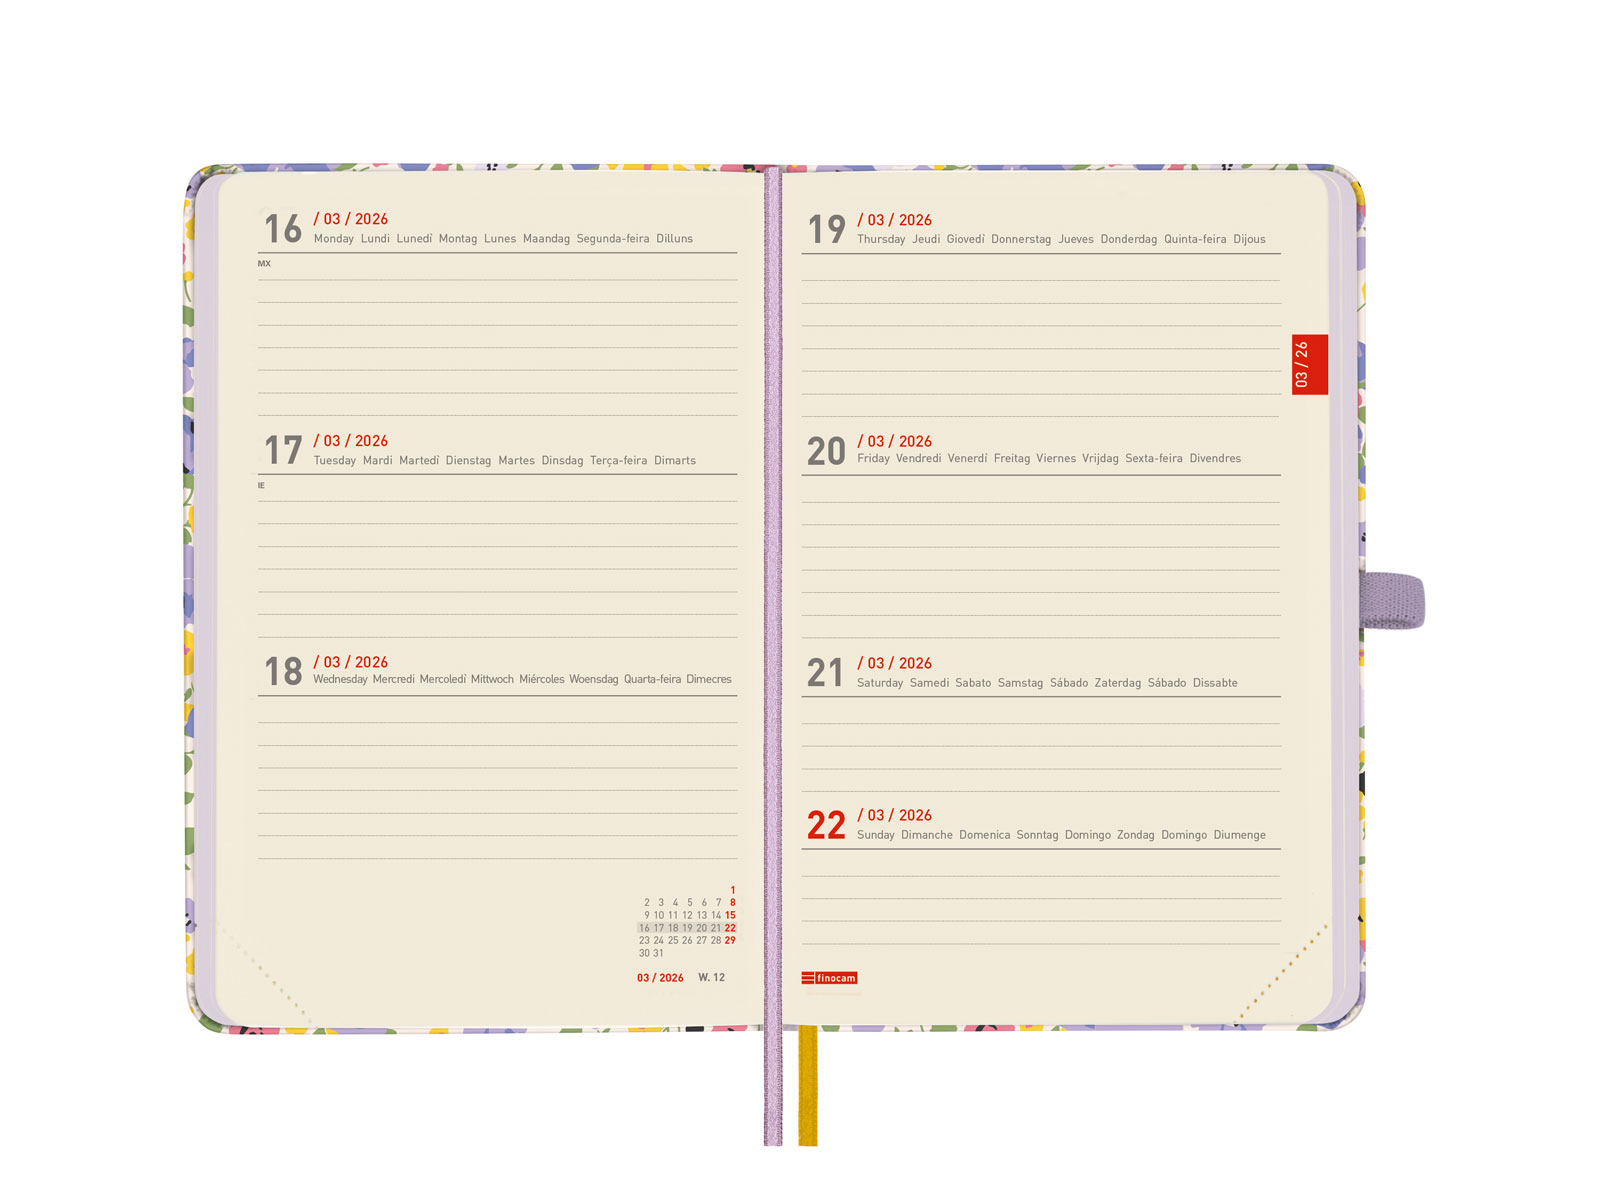 16 / 03 / 2026
Monday Lundi Lunedì Montag Lunes Maandag Segunda-feira Dilluns
MX
17 / 03 / 2026
Tuesday Mardi Martedì Dienstag Martes Dinsdag Terça-feira Dimarts
IE
18 / 03 / 2026
Wednesday Mercredi Mercoledì Mittwoch Miércoles Woensdag Quarta-feira Dimecres
1
2 3 4 5 6 7 8
9 10 11 12 13 14 15
16 17 18 19 20 21 22
23 24 25 26 27 28 29
30 31
03 / 2026 W. 12
19 / 03 / 2026
Thursday Jeudi Giovedì Donnerstag Jueves Donderdag Quinta-feira Dijous
03 / 26
20 / 03 / 2026
Friday Vendredi Venerdì Freitag Viernes Vrijdag Sexta-feira Divendres
21 / 03 / 2026
Saturday Samedi Sabato Samstag Sábado Zaterdag Sábado Dissabte
22 / 03 / 2026
Sunday Dimanche Domenica Sonntag Domingo Zondag Domingo Diumenge
finocam